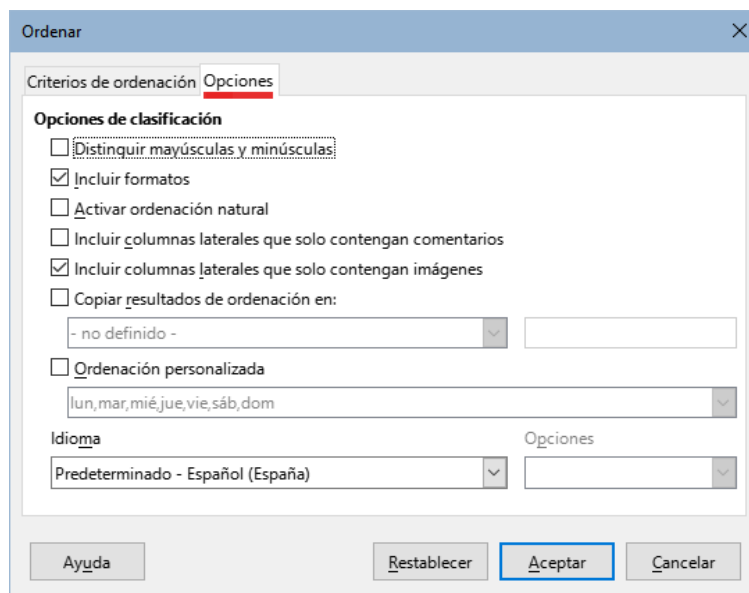 Ordenar
Criterios de ordenación Opciones
Opciones de clasificación
Distinguir mayúsculas y minúsculas
Incluir formatos
Activar ordenación natural
Incluir columnas laterales que solo contengan comentarios
Incluir columnas laterales que solo contengan imágenes
Copiar resultados de ordenación en:
- no definido -
Ordenación personalizada
lun,mar,mié,jue,vie,sáb,dom
Idioma Opciones
Predeterminado - Español (España)
Ayuda Restablecer Aceptar Cancelar